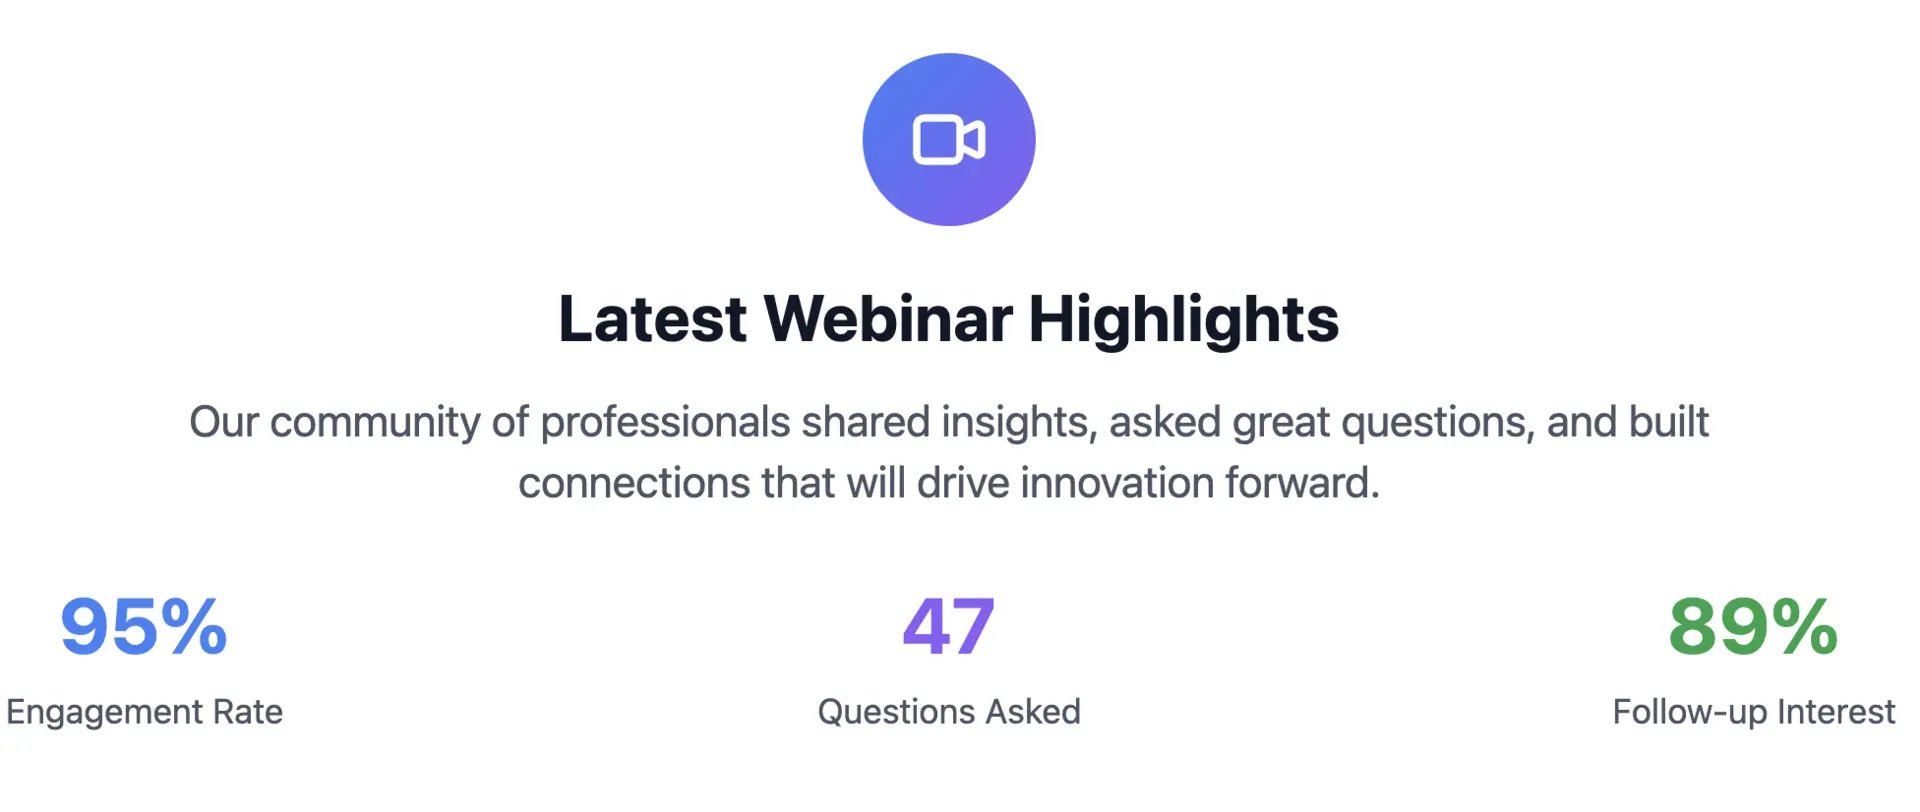 Latest Webinar Highlights
Our community of professionals shared insights, asked great questions, and built
connections that will drive innovation forward.
95%
47
89%
Engagement Rate
Questions Asked
Follow-up Interest